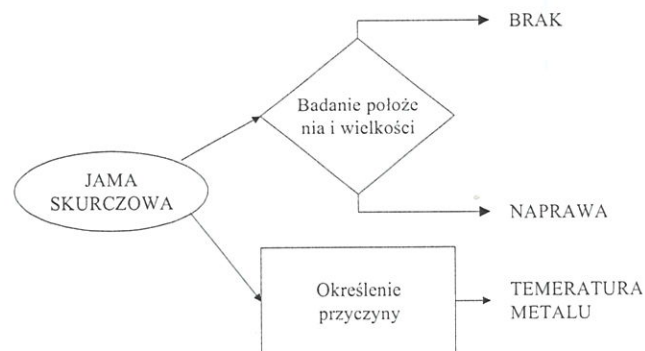 BRAK
Badanie położe
nia i wielkości
JAMA
SKURCZOWA
NAPRAWA
Określenie
przyczyny
TEMERATURA
METALU